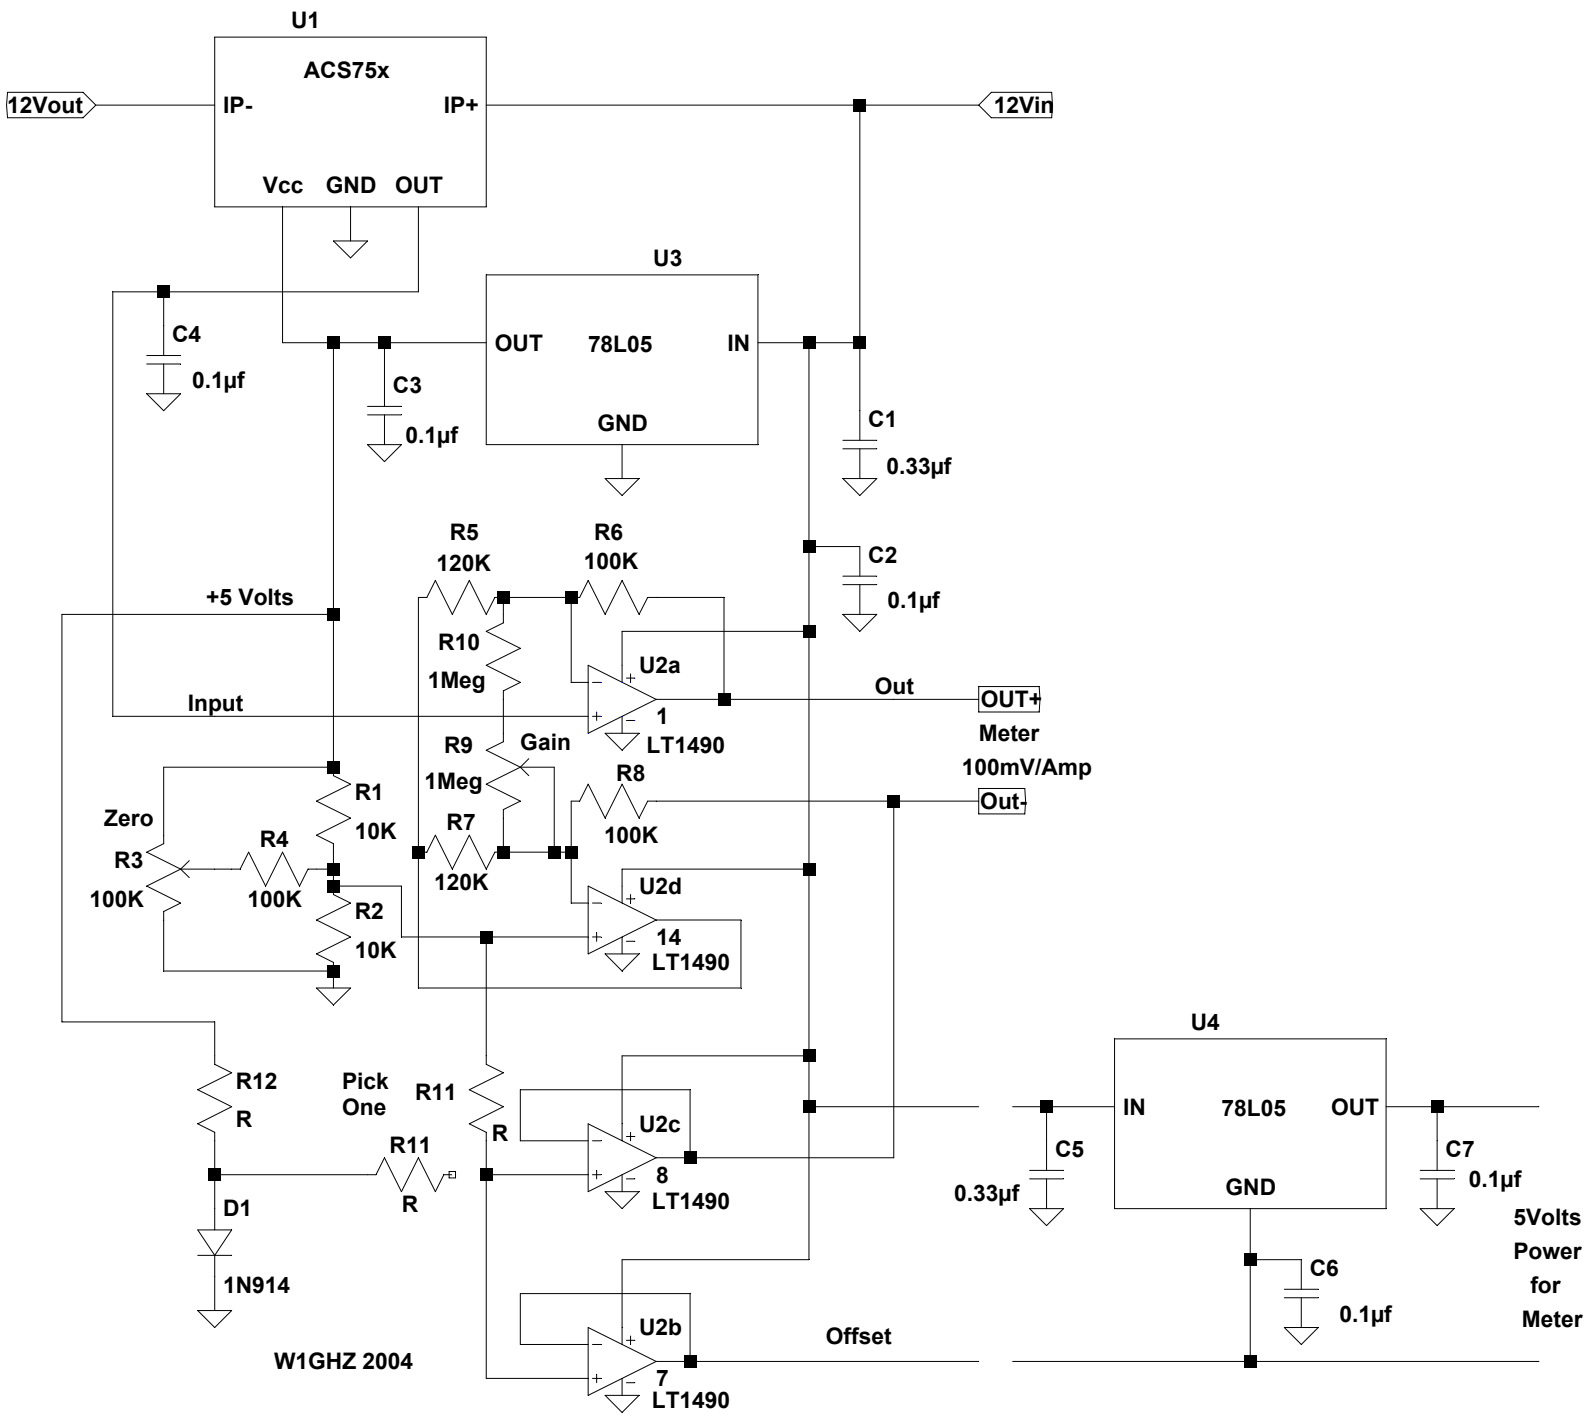 U1
ACS75x
12Vout
IP-
IP+
12Vin
Vcc
GND
OUT
U3
C4
0.1µf
OUT
78L05
IN
C3
0.1µf
GND
C1
0.33µf
R5
120K
R6
100K
C2
0.1µf
+5 Volts
R10
1Meg
U2a
-
+
+
-
1
LT1490
Input
Out
OUT+
Meter
100mV/Amp
Out-
R9
1Meg
Gain
R8
100K
R1
10K
Zero
R3
100K
R4
100K
R7
120K
R2
10K
U2d
-
+
+
-
14
LT1490
U4
R12
R
Pick
One
R11
R
R11
R
U2c
-
+
+
-
8
LT1490
IN
78L05
OUT
GND
C5
0.33µf
C7
0.1µf
5Volts
Power
for
Meter
D1
1N914
C6
0.1µf
U2b
-
+
+
-
7
LT1490
Offset
W1GHZ 2004